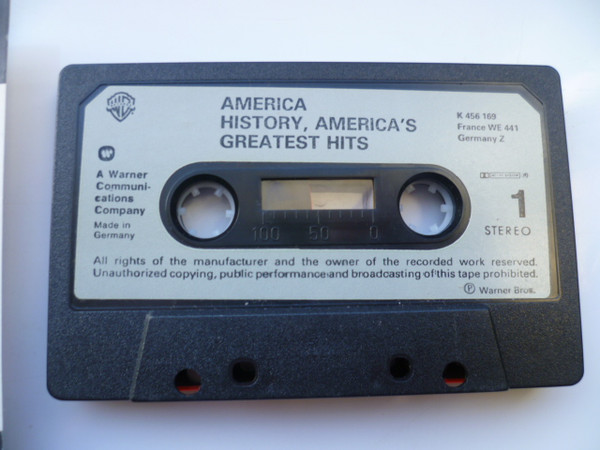 AMERICA
HISTORY, AMERICA'S
GREATEST HITS
K 456 169
France WE 441
Germany Z
A Warner
Communi-
cations
Company
Made in
Germany
1
STEREO
100 50 0
All rights of the manufacturer and the owner of the recorded work reserved.
Unauthorized copying, public performance and broadcasting of this tape prohibited.
Ⓟ Warner Bros.